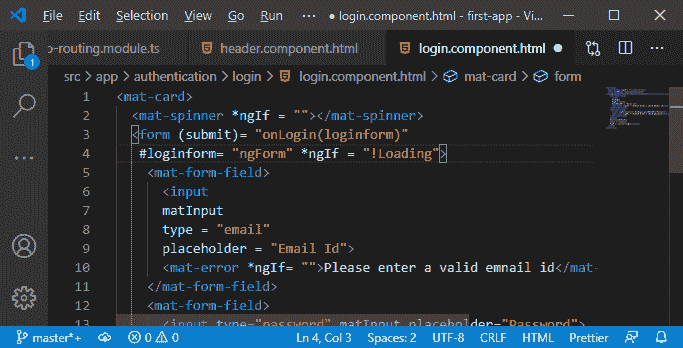 File Edit Selection View Go Run ... ● login.component.html - first-app - Vi...
-routing.module.ts header.component.html login.component.html ●
src > app > authentication > login > login.component.html > mat-card > form
1 <mat-card>
2 <mat-spinner *ngIf = ""></mat-spinner>
3 <form (submit)= "onLogin(loginform)"
4 #loginform= "ngForm" *ngIf = "!Loading">
5 <mat-form-field>
6 <input
7 matInput
8 type = "email"
9 placeholder = "Email Id">
10 <mat-error *ngIf= "">Please enter a valid emnail id</mat-
11 </mat-form-field>
12 <mat-form-field>
13 <input type="password" matInput placeholder="Password">
1
master*+ 0 0 Ln 4, Col 3 Spaces: 2 UTF-8 CRLF HTML Prettier